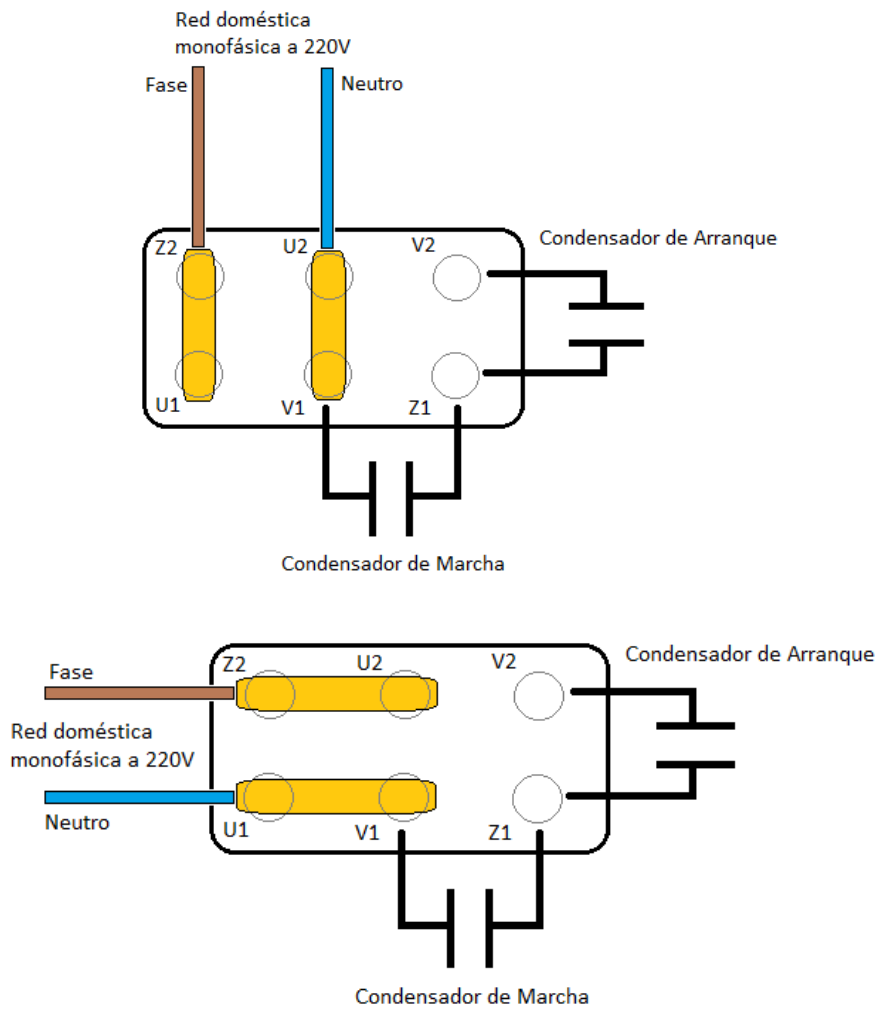 Red doméstica
monofásica a 220V
Fase
Neutro
Z2
U2
V2
Condensador de Arranque
U1
V1
Z1
Condensador de Marcha
Z2
U2
V2
Condensador de Arranque
Fase
Red doméstica
monofásica a 220V
Neutro
U1
V1
Z1
Condensador de Marcha